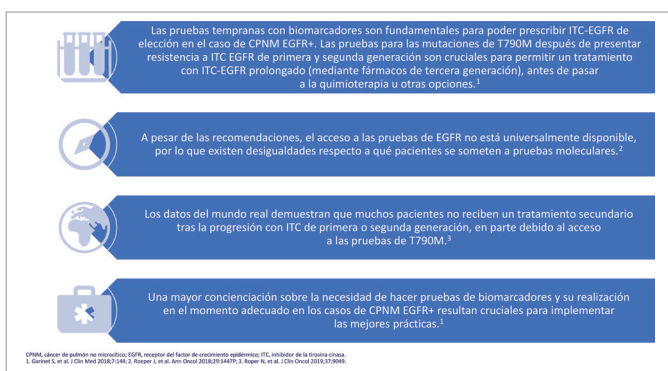 Las pruebas tempranas con biomarcadores son fundamentales para poder prescribir ITC-EGFR de
elección en el caso de CPNM EGFR+. Las pruebas para las mutaciones de T790M después de presentar
resistencia a ITC EGFR de primera y segunda generación son cruciales para permitir un tratamiento
con ITC-EGFR prolongado (mediante fármacos de tercera generación), antes de pasar
a la quimioterapia u otras opciones.1
A pesar de las recomendaciones, el acceso a las pruebas de EGFR no está universalmente disponible,
por lo que existen desigualdades respecto a qué pacientes se someten a pruebas moleculares.2
Los datos del mundo real demuestran que muchos pacientes no reciben un tratamiento secundario
tras la progresión con ITC de primera o segunda generación, en parte debido al acceso
a las pruebas de T790M.3
Una mayor concienciación sobre la necesidad de hacer pruebas de biomarcadores y su realización
en el momento adecuado en los casos de CPNM EGFR+ resultan cruciales para implementar
las mejores prácticas.1
CPNM, cáncer de pulmón no microcítico; EGFR, receptor del factor de crecimiento epidérmico; ITC, inhibidor de la tirosina cinasa.
1. Garinet S, et al. J Clin Med 2018;7:144; 2. Roeper J, et al. Ann Oncol 2018;29:1447P; 3. Roper N, et al. J Clin Oncol 2019;37;9049.